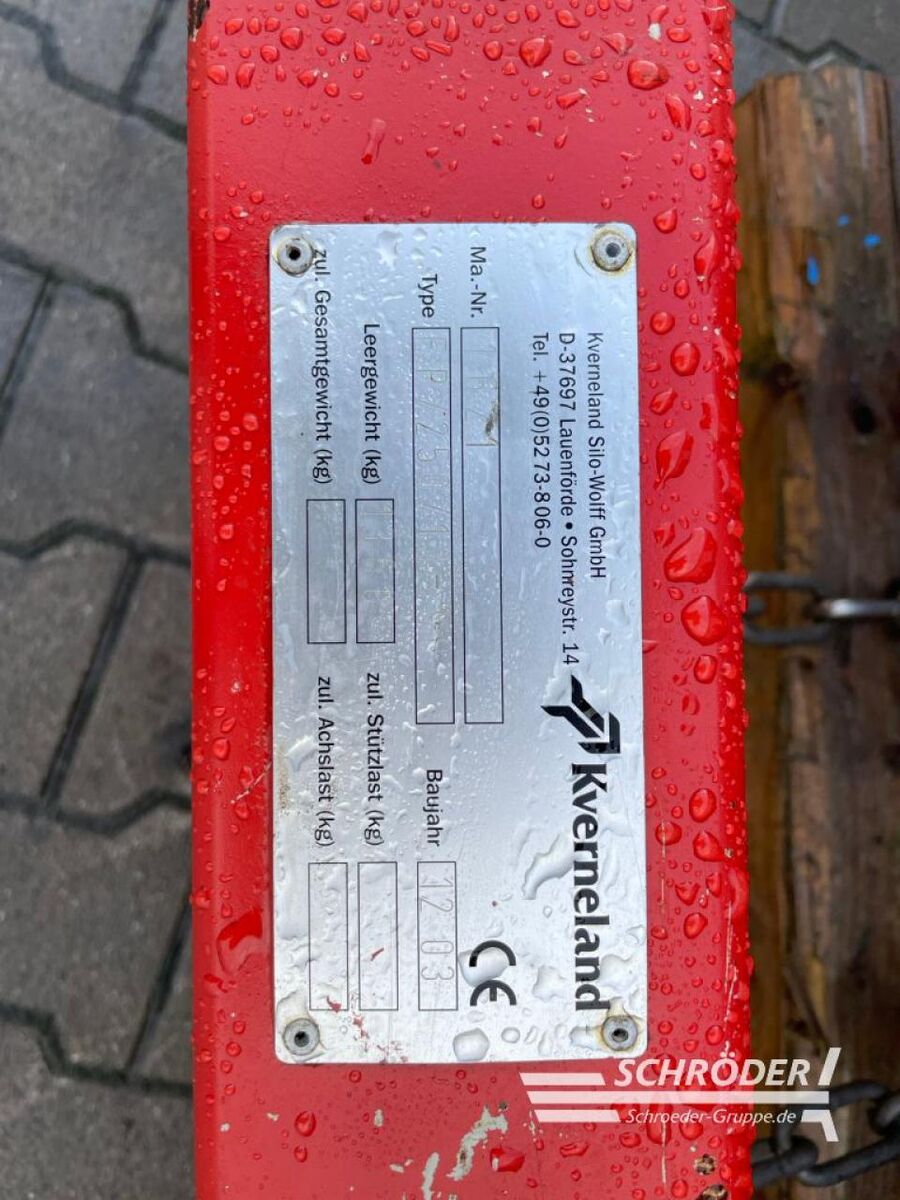 Kverneland Silo-Wolff GmbH
D-37697 Lauenförde • Sohnreystr. 14
Tel. +49(0)5273-806-0
Kverneland
CE
Ma.-Nr.
Type
Baujahr 12 03
Leergewicht (kg)
zul. Stützlast (kg)
zul. Gesamtgewicht (kg)
zul. Achslast (kg)
SCHRÖDER
Schroeder-Gruppe.de